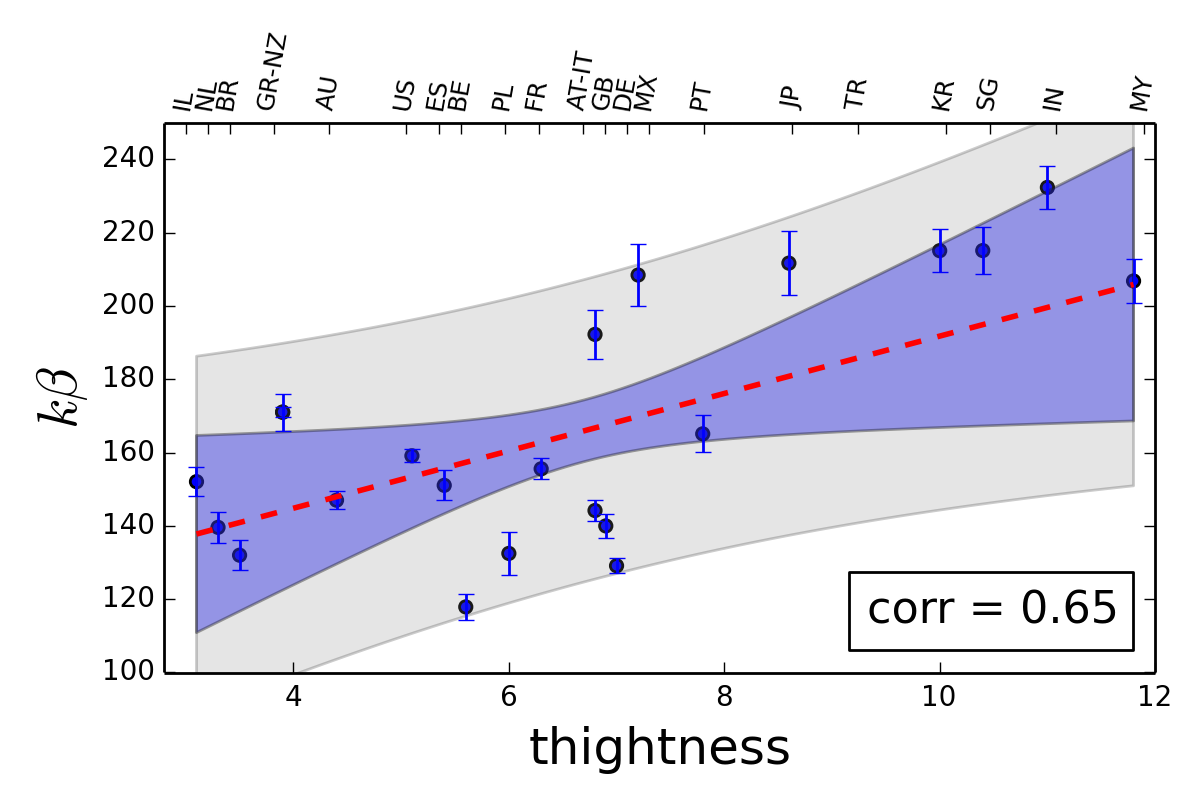 IL NL BR GR-NZ AU US ES BE PL FR AT-IT GB DE MX PT JP TR KR SG IN MY
240
220
200
180
160
140
120
100
kβ
corr = 0.65
4 6 8 10 12
thightness